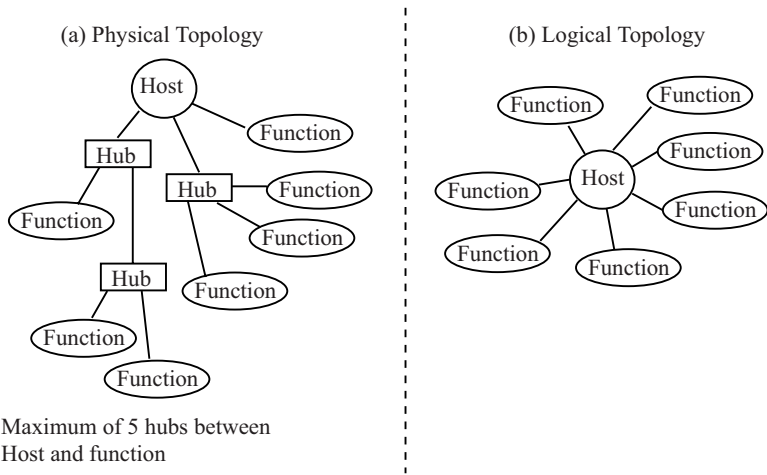 (a) Physical Topology
Host
Function
Hub
Hub
Function
Function
Function
Hub
Function
Function
Function
Maximum of 5 hubs between
Host and function
(b) Logical Topology
Function
Function
Function
Host
Function
Function
Function
Function